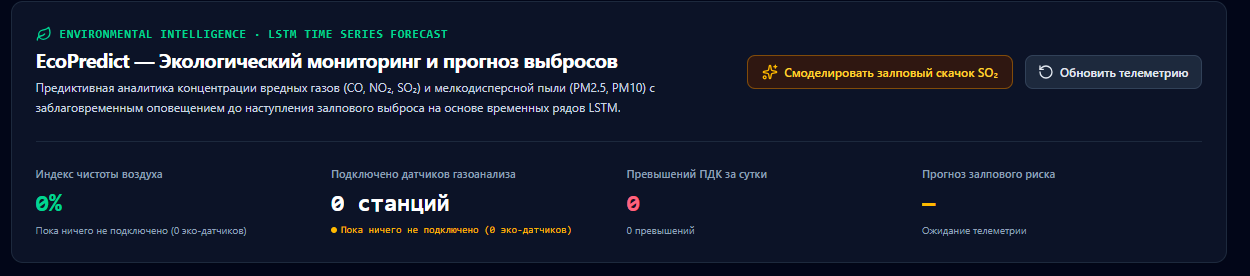 ENVIRONMENTAL INTELLIGENCE · LSTM TIME SERIES FORECAST
EcoPredict — Экологический мониторинг и прогноз выбросов
Предиктивная аналитика концентрации вредных газов (CO, NO₂, SO₂) и мелкодисперсной пыли (PM2.5, PM10) с
заблаговременным оповещением до наступления залпового выброса на основе временных рядов LSTM.
Смоделировать залповый скачок SO₂
Обновить телеметрию
Индекс чистоты воздуха
0%
Пока ничего не подключено (0 эко-датчиков)
Подключено датчиков газоанализа
0 станций
Пока ничего не подключено (0 эко-датчиков)
Превышений ПДК за сутки
0
0 превышений
Прогноз залпового риска
—
Ожидание телеметрии